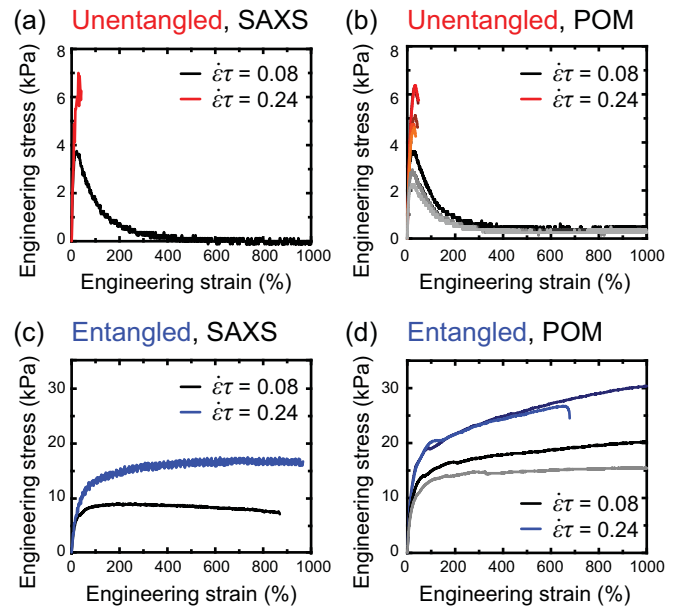 (a) Unentangled, SAXS
Engineering stress (kPa)
8
6
4
2
0
ε̇τ = 0.08
ε̇τ = 0.24
0 200 400 600 800 1000
Engineering strain (%)
(b) Unentangled, POM
Engineering stress (kPa)
8
6
4
2
0
ε̇τ = 0.08
ε̇τ = 0.24
0 200 400 600 800 1000
Engineering strain (%)
(c) Entangled, SAXS
Engineering stress (kPa)
30
20
10
0
ε̇τ = 0.08
ε̇τ = 0.24
0 200 400 600 800 1000
Engineering strain (%)
(d) Entangled, POM
Engineering stress (kPa)
30
20
10
0
ε̇τ = 0.08
ε̇τ = 0.24
0 200 400 600 800 1000
Engineering strain (%)